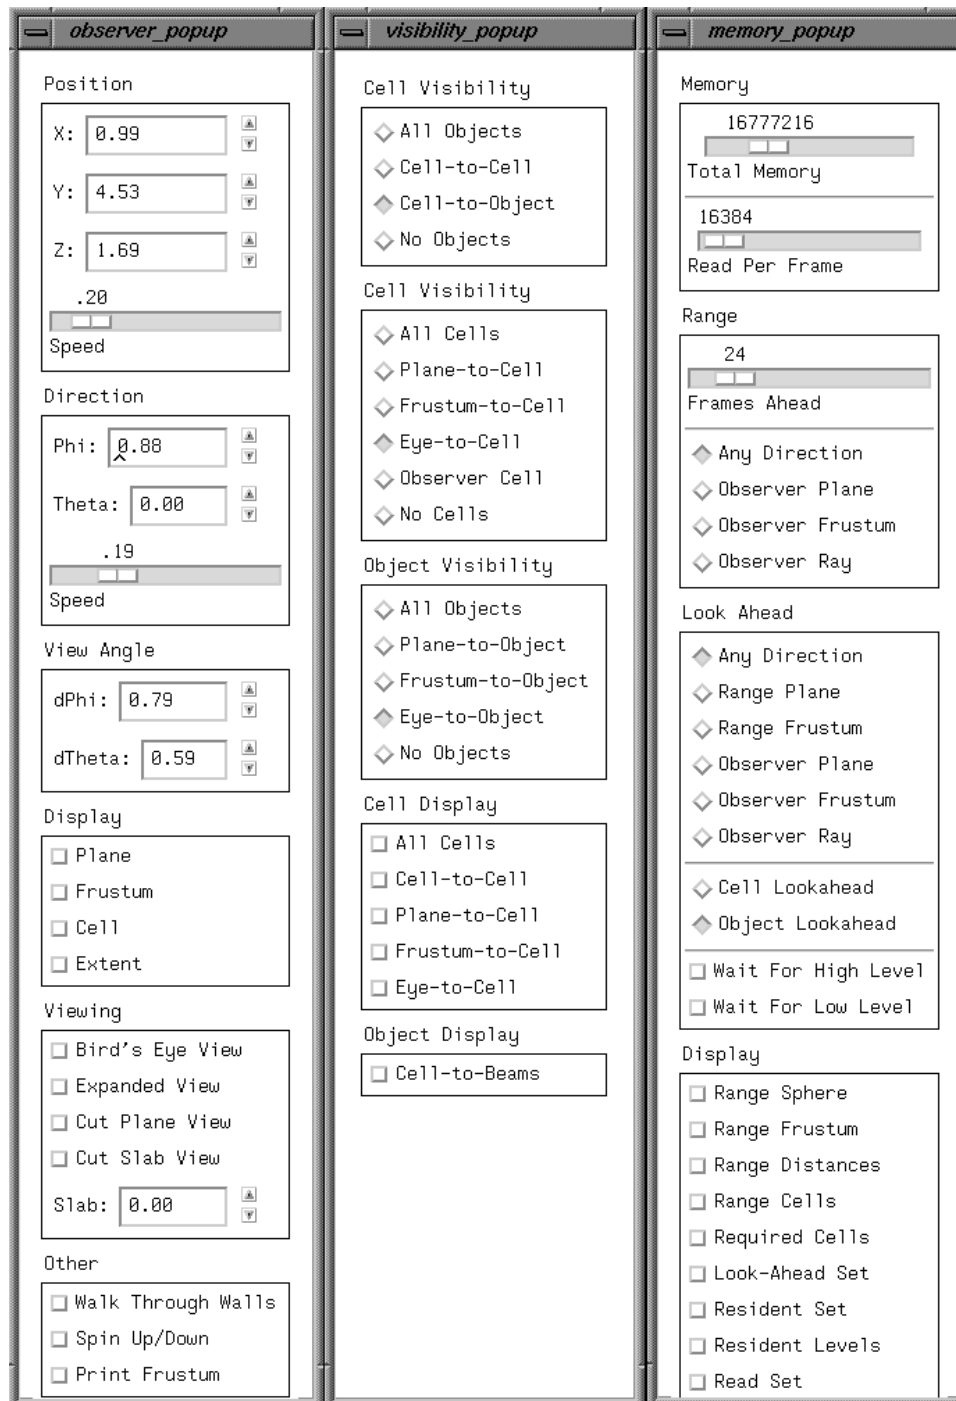 observer_popup
Position
X: 0.99
Y: 4.53
Z: 1.69
.20
Speed
Direction
Phi: 0.88
Theta: 0.00
.19
Speed
View Angle
dPhi: 0.79
dTheta: 0.59
Display
Plane
Frustum
Cell
Extent
Viewing
Bird's Eye View
Expanded View
Cut Plane View
Cut Slab View
Slab: 0.00
Other
Walk Through Walls
Spin Up/Down
Print Frustum
visibility_popup
Cell Visibility
All Objects
Cell-to-Cell
Cell-to-Object
No Objects
Cell Visibility
All Cells
Plane-to-Cell
Frustum-to-Cell
Eye-to-Cell
Observer Cell
No Cells
Object Visibility
All Objects
Plane-to-Object
Frustum-to-Object
Eye-to-Object
No Objects
Cell Display
All Cells
Cell-to-Cell
Plane-to-Cell
Frustum-to-Cell
Eye-to-Cell
Object Display
Cell-to-Beams
memory_popup
Memory
16777216
Total Memory
16384
Read Per Frame
Range
24
Frames Ahead
Any Direction
Observer Plane
Observer Frustum
Observer Ray
Look Ahead
Any Direction
Range Plane
Range Frustum
Observer Plane
Observer Frustum
Observer Ray
Cell Lookahead
Object Lookahead
Wait For High Level
Wait For Low Level
Display
Range Sphere
Range Frustum
Range Distances
Range Cells
Required Cells
Look-Ahead Set
Resident Set
Resident Levels
Read Set